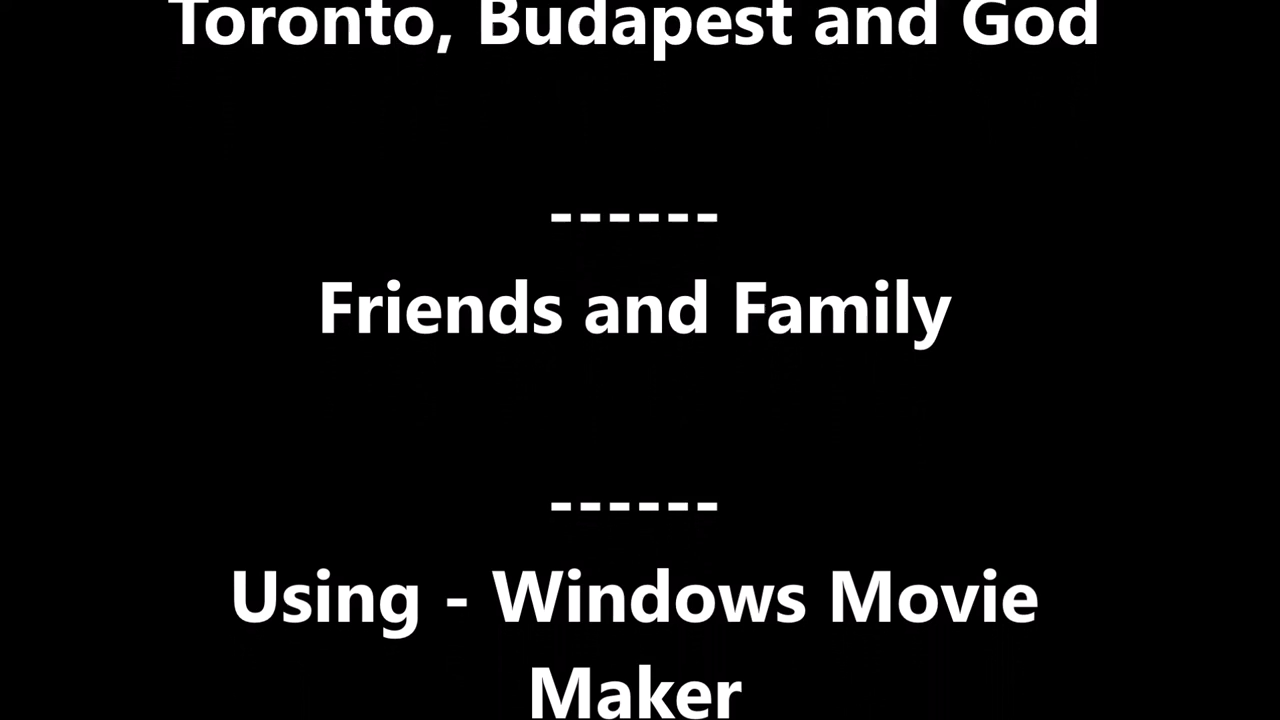 Toronto, Budapest and God
------
Friends and Family
------
Using - Windows Movie
Maker